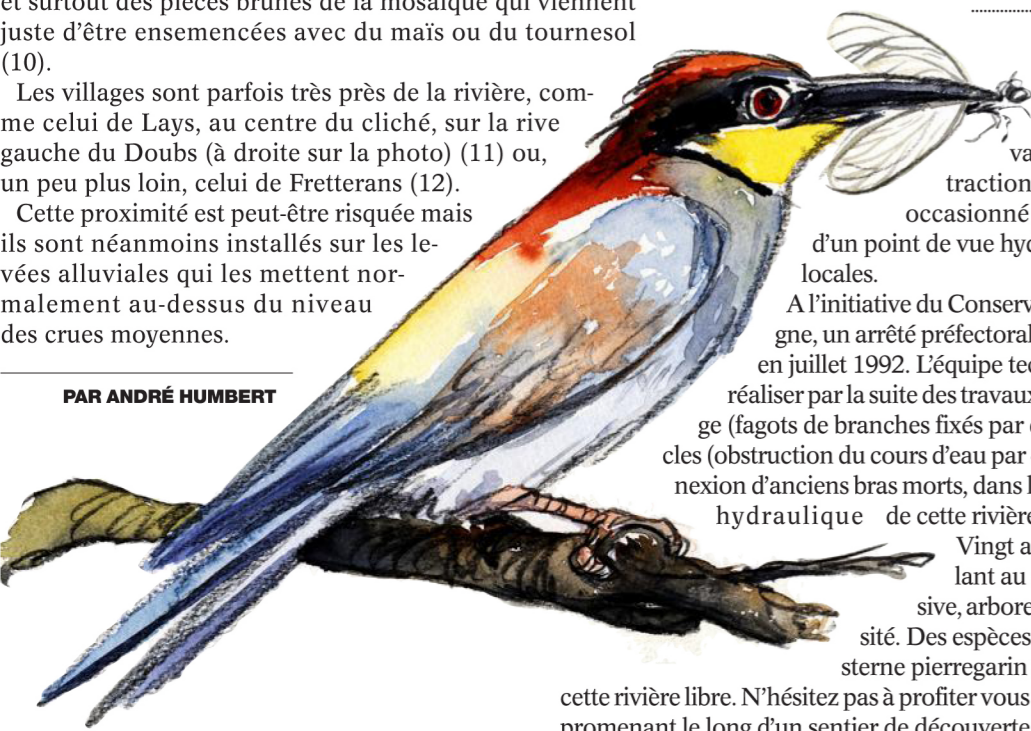 et surtout des pièces brunes de la mosaïque qui viennent
juste d'être ensemencées avec du maïs ou du tournesol
(10).
Les villages sont parfois très près de la rivière, com-
me celui de Lays, au centre du cliché, sur la rive
gauche du Doubs (à droite sur la photo) (11) ou,
un peu plus loin, celui de Fretterans (12).
Cette proximité est peut-être risquée mais
ils sont néanmoins installés sur les le-
vées alluviales qui les mettent nor-
malement au-dessus du niveau
des crues moyennes.
PAR ANDRÉ HUMBERT
va
traction
occasionné
d'un point de vue hyd
locales.
A l'initiative du Conserv
gne, un arrêté préfectoral
en juillet 1992. L'équipe tec
réaliser par la suite des travaux
ge (fagots de branches fixés par
cles (obstruction du cours d'eau par
nexion d'anciens bras morts, dans l
hydraulique de cette rivière
Vingt a
lant au
sive, arbore
sité. Des espèces
sterne pierregarin
cette rivière libre. N'hésitez pas à profiter vous
promenant le long d'un sentier de découverte